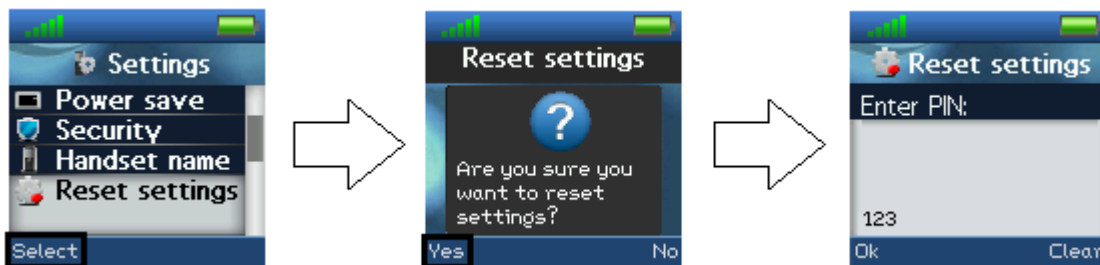 Settings
Power save
Security
Handset name
Reset settings
Select
Reset settings
Are you sure you
want to reset
settings?
Yes
No
Reset settings
Enter PIN:
123
Ok
Clear